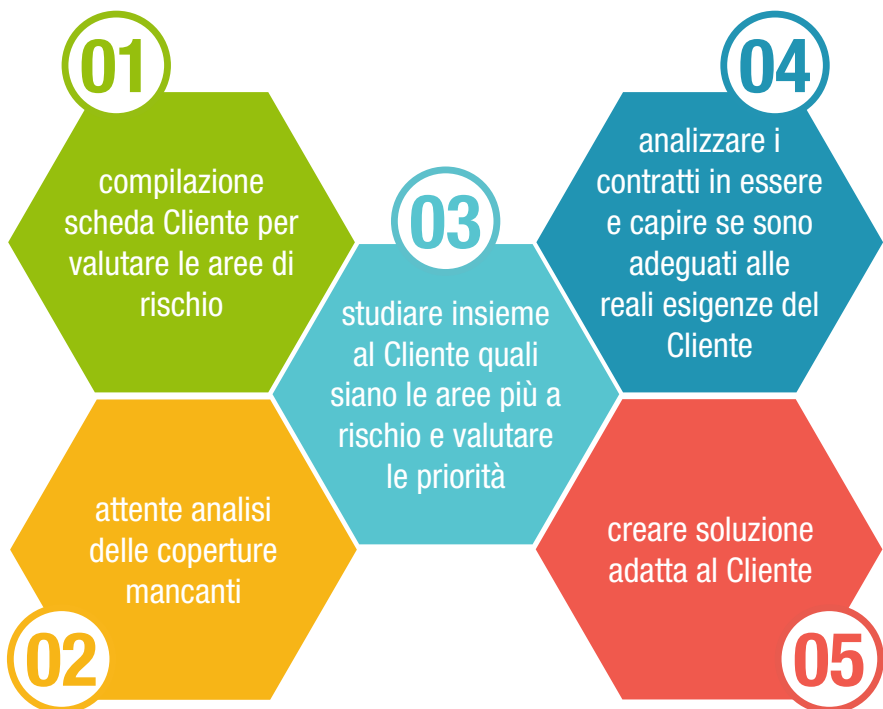 01
compilazione
scheda Cliente per
valutare le aree di
rischio
02
attente analisi
delle coperture
mancanti
03
studiare insieme
al Cliente quali
siano le aree più a
rischio e valutare
le priorità
04
analizzare i
contratti in essere
e capire se sono
adeguati alle
reali esigenze del
Cliente
05
creare soluzione
adatta al Cliente